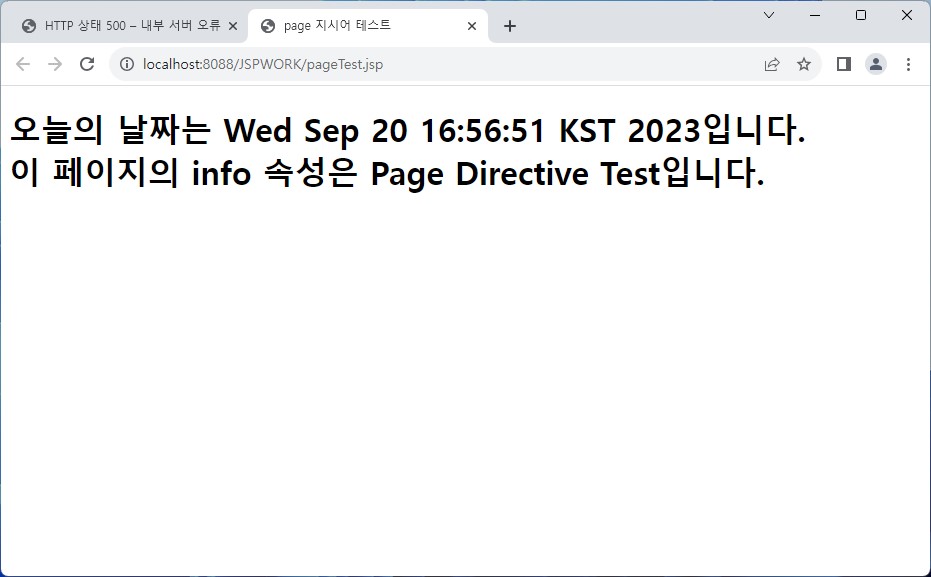 HTTP 상태 500 – 내부 서버 오류
page 지시어 테스트
localhost:8088/JSPWORK/pageTest.jsp
오늘의 날짜는 Wed Sep 20 16:56:51 KST 2023입니다.
이 페이지의 info 속성은 Page Directive Test입니다.